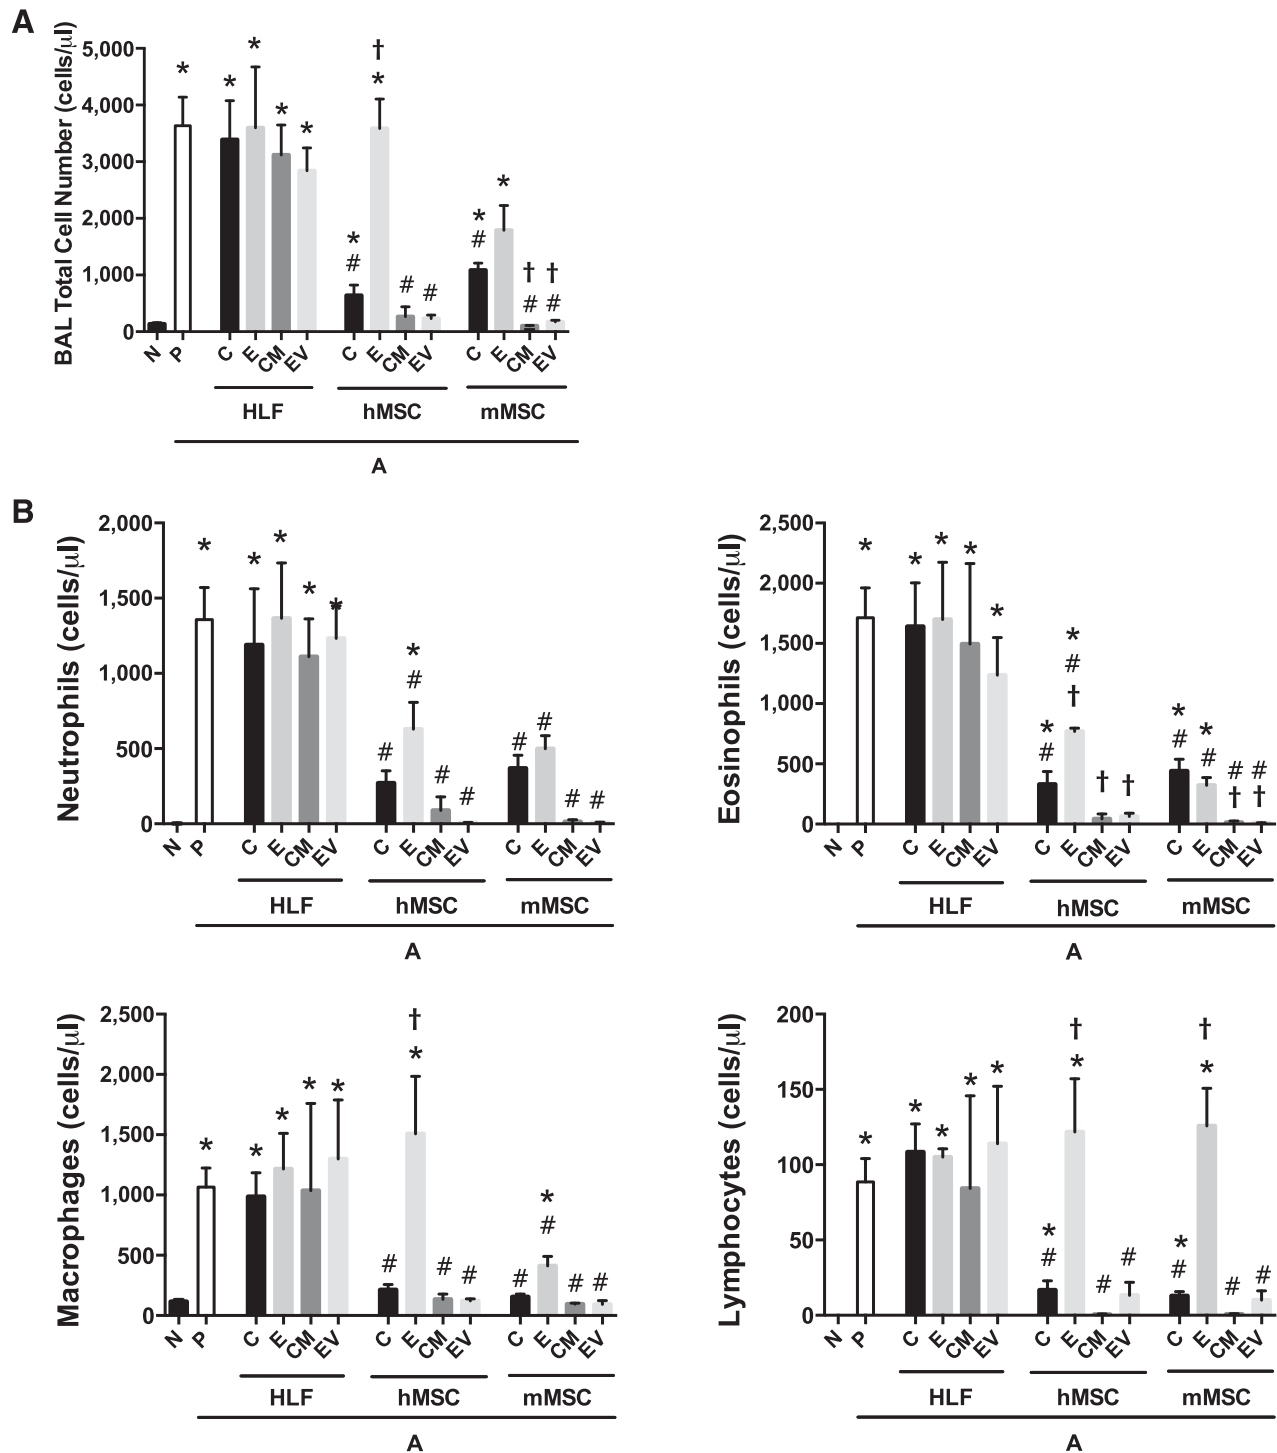 A
BAL Total Cell Number (cells/μl)
5,000
4,000
3,000
2,000
1,000
0
* * * * * † * * # # # * # * † # † #
N P C E CM EV C E CM EV C E CM EV
HLF hMSC mMSC
A
B
Neutrophils (cells/μl)
2,000
1,500
1,000
500
0
* * * * * # * # # # # # # #
N P C E CM EV C E CM EV C E CM EV
HLF hMSC mMSC
A
Eosinophils (cells/μl)
2,500
2,000
1,500
1,000
500
0
* * * * * * # * # † † † * # * # # † # †
N P C E CM EV C E CM EV C E CM EV
HLF hMSC mMSC
A
Macrophages (cells/μl)
2,500
2,000
1,500
1,000
500
0
* * * * * # † * # # # * # # #
N P C E CM EV C E CM EV C E CM EV
HLF hMSC mMSC
A
Lymphocytes (cells/μl)
200
150
100
50
0
* * * * * * # † * # # * # † * # #
N P C E CM EV C E CM EV C E CM EV
HLF hMSC mMSC
A